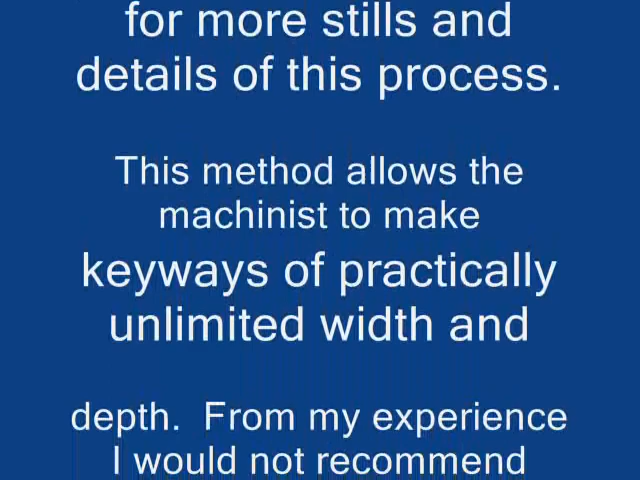 for more stills and
details of this process.
This method allows the
machinist to make
keyways of practically
unlimited width and
depth.  From my experience
I would not recommend